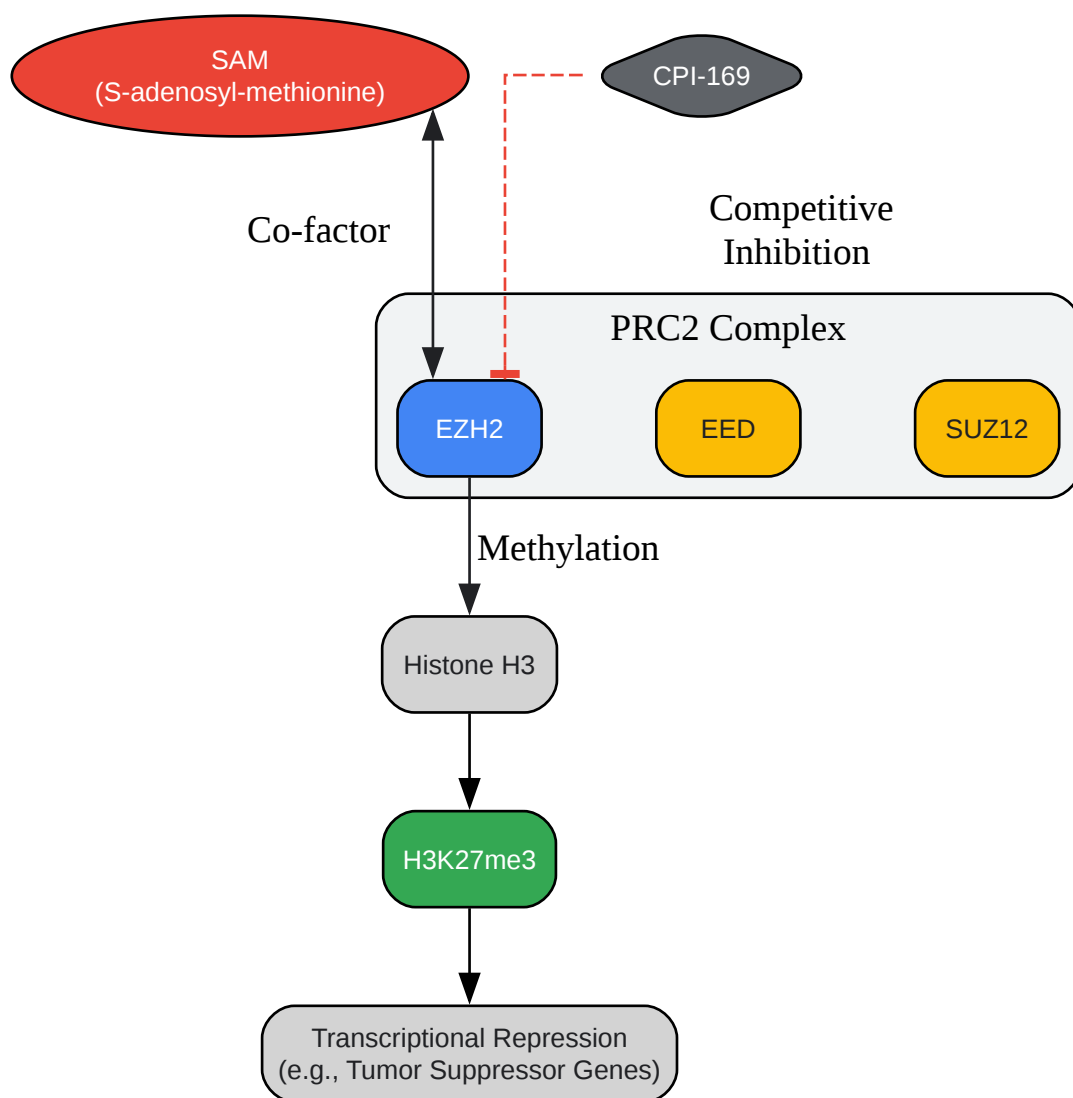 SAM
(S-adenosyl-methionine)
CPI-169
Co-factor
Competitive
Inhibition
PRC2 Complex
EZH2
EED
SUZ12
Methylation
Histone H3
H3K27me3
Transcriptional Repression
(e.g., Tumor Suppressor Genes)